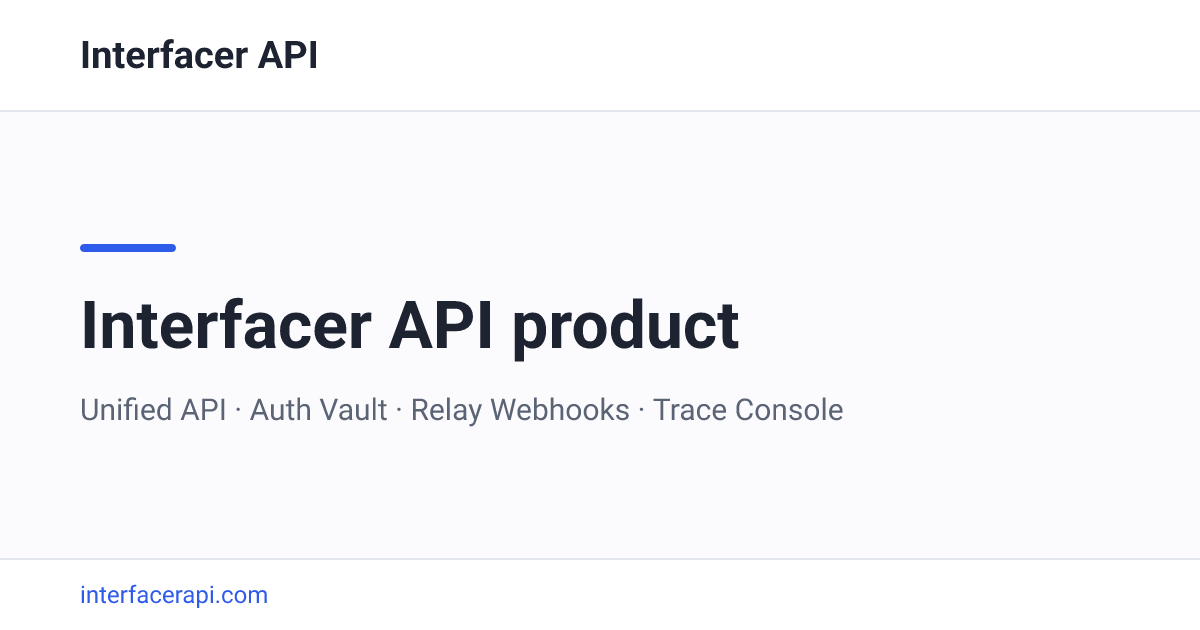 Interfacer API
Interfacer API product
Unified API · Auth Vault · Relay Webhooks · Trace Console
interfacerapi.com